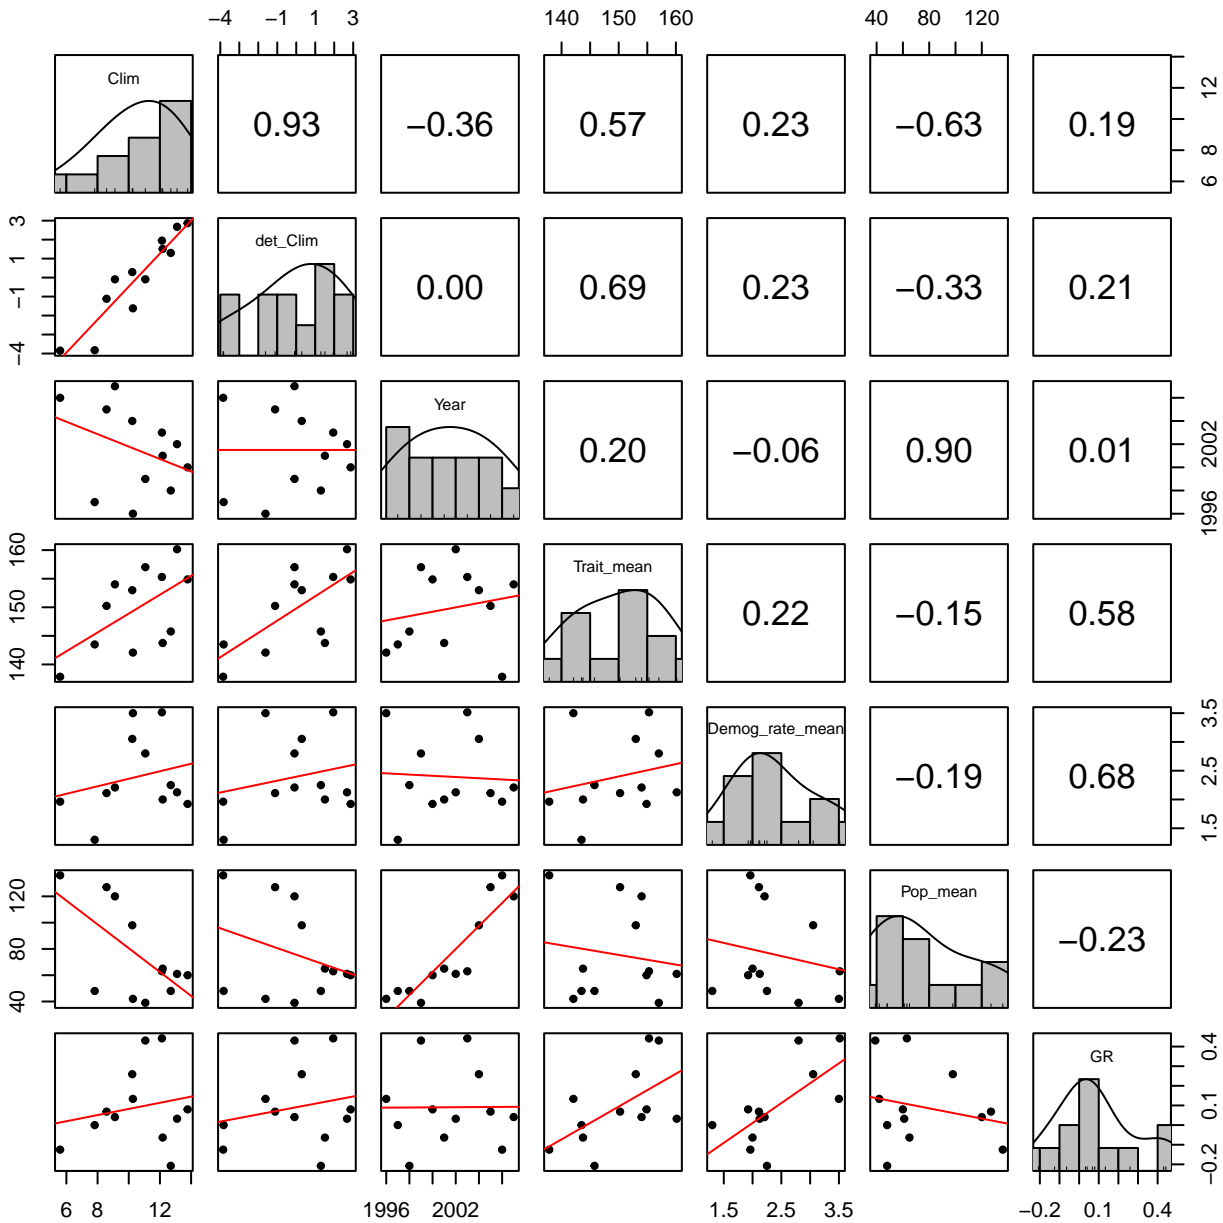 −4 −1 1 3 140 150 160 40 80 120
Clim 0.93 −0.36 0.57 0.23 −0.63 0.19 6 8 12
−4 −1 1 3 det_Clim 0.00 0.69 0.23 −0.33 0.21
Year 0.20 −0.06 0.90 0.01 1996 2002
140 150 160 Trait_mean 0.22 −0.15 0.58
Demog_rate_mean −0.19 0.68 1.5 2.5 3.5
40 80 120 Pop_mean −0.23
GR −0.2 0.1 0.4
6 8 12 1996 2002 1.5 2.5 3.5 −0.2 0.1 0.4